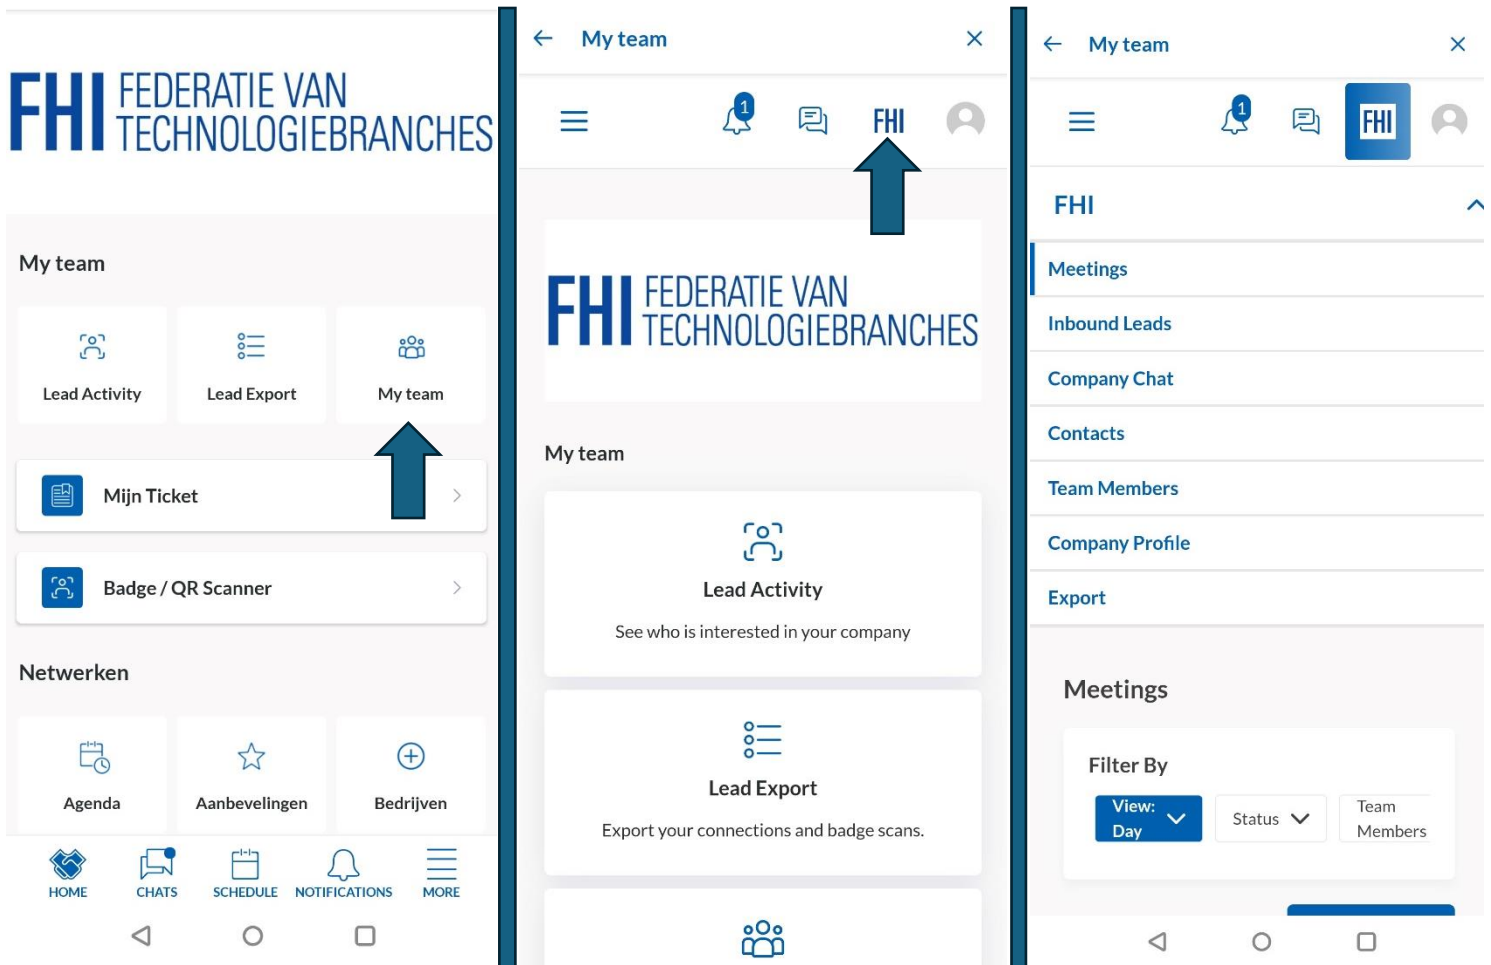 FHI FEDERATIE VAN
TECHNOLOGIEBRANCHES
My team
Lead Activity
Lead Export
My team
Mijn Ticket
Badge / QR Scanner
Netwerken
Agenda
Aanbevelingen
Bedrijven
HOME
CHATS
SCHEDULE
NOTIFICATIONS
MORE
My team
1
FHI
FHI FEDERATIE VAN
TECHNOLOGIEBRANCHES
My team
Lead Activity
See who is interested in your company
Lead Export
Export your connections and badge scans.
My team
1
FHI
FHI
Meetings
Inbound Leads
Company Chat
Contacts
Team Members
Company Profile
Export
Meetings
Filter By
View:
Day
Status
Team
Members